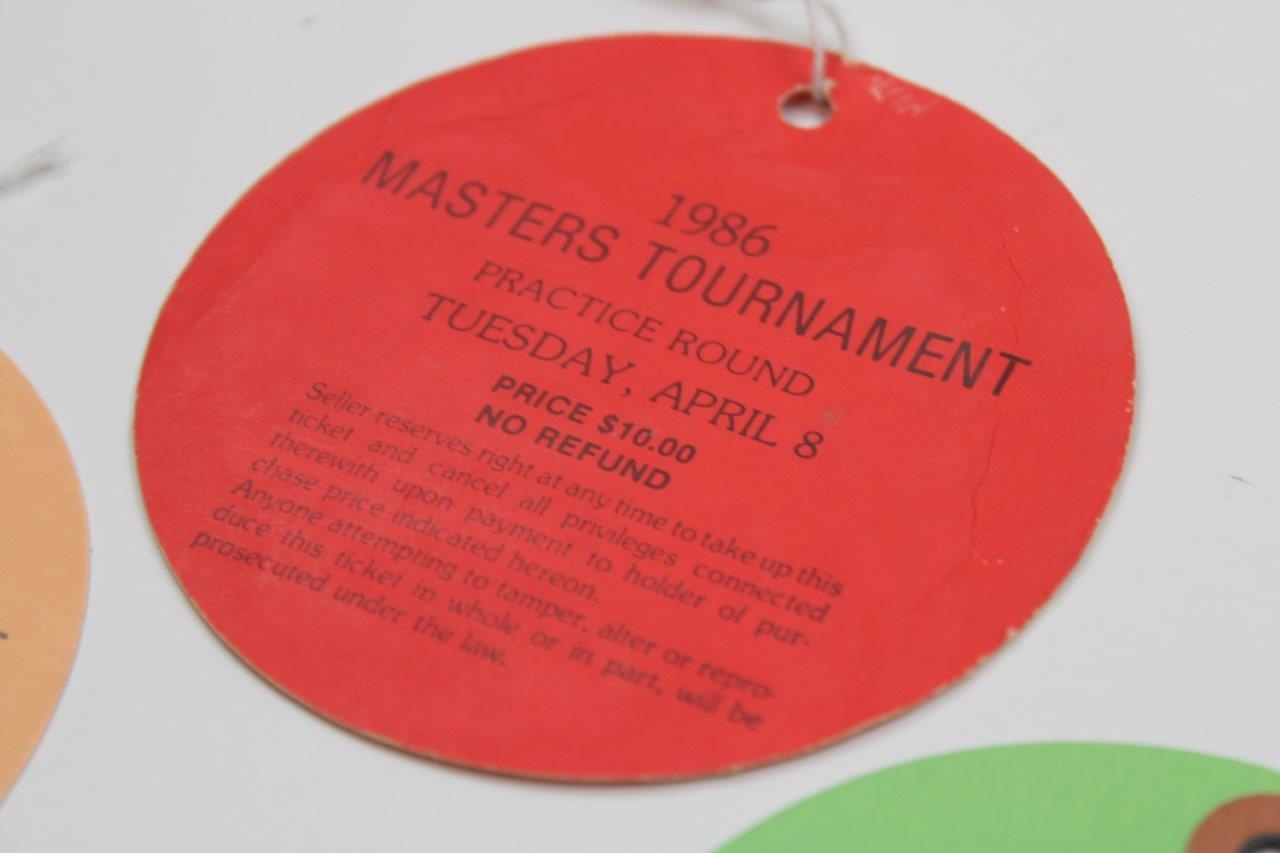 1986
MASTERS TOURNAMENT
PRACTICE ROUND
TUESDAY, APRIL 8
PRICE $10.00
NO REFUND
Seller reserves right at any time to take up this
ticket and cancel all privileges connected
therewith upon payment to holder of pur-
chase price indicated hereon.
Anyone attempting to tamper, alter or repro-
duce this ticket in whole or in part, will be
prosecuted under the law.